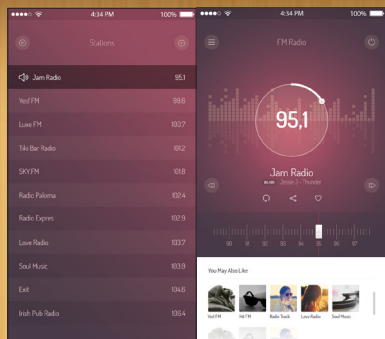 4:34 PM
100%
Stations
Jam Radio 95.1
Yes! FM 99.6
Luxe FM 100.7
Tiki Bar Radio 101.2
SKY.FM 101.8
Radio Paloma 102.4
Radio Expres 102.9
Love Radio 103.7
Soul Music 103.9
Exit 104.6
Irish Pub Radio 106.4
4:34 PM
100%
FM Radio
95,1
Jam Radio
Jessie J - Thunder
90 91 92 93 94 95 96 97
You May Also Like
Yes! FM Hit FM Radio Track Love Radio Soul Music